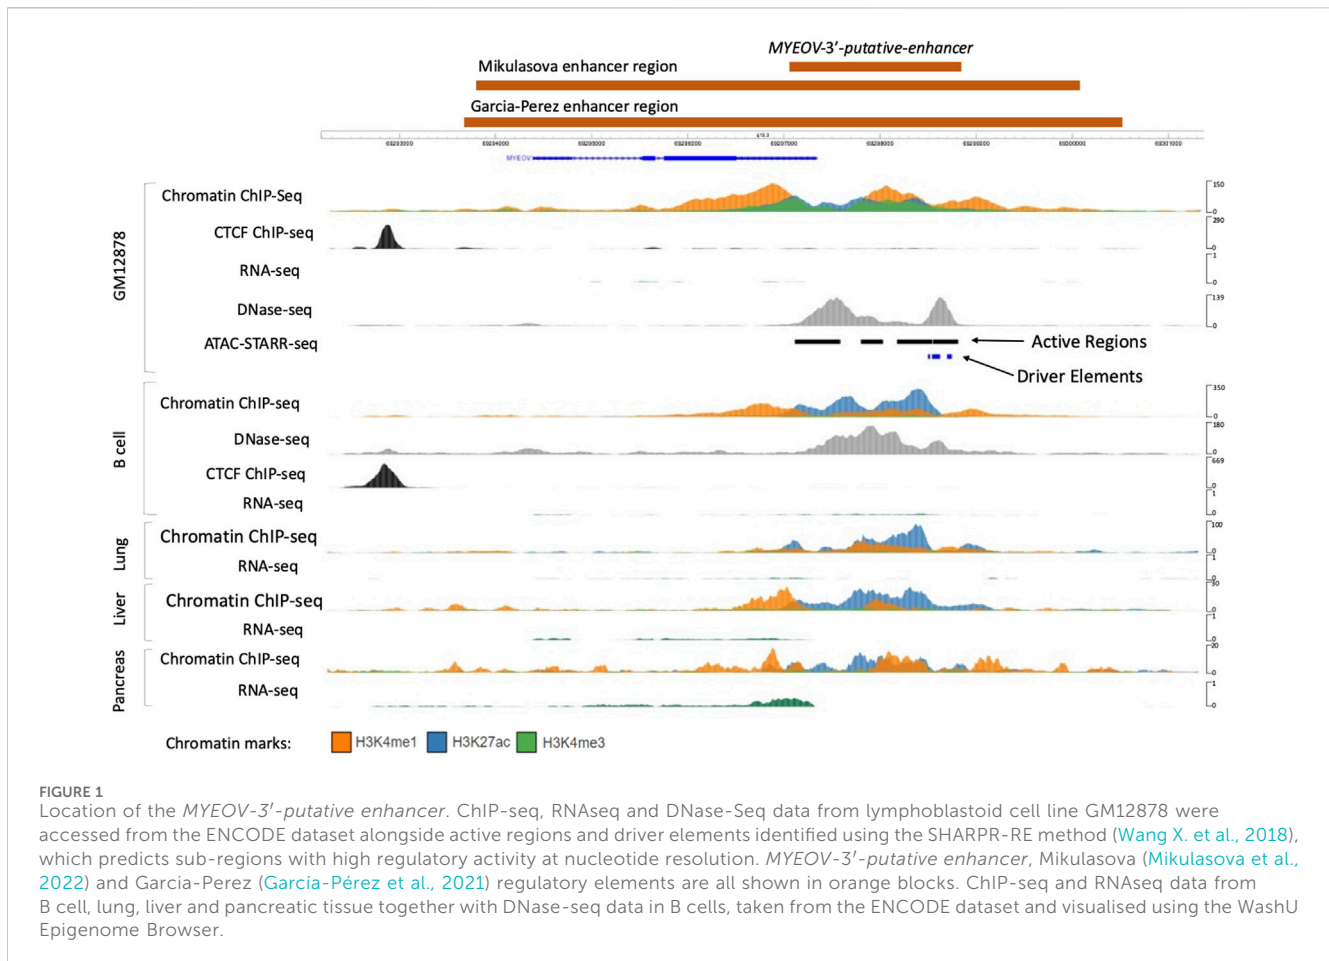 MYEOV-3′-putative-enhancer
Mikulasova enhancer region
Garcia-Perez enhancer region
MYEOV
GM12878
Chromatin ChIP-Seq
150
0
CTCF ChIP-seq
290
0
RNA-seq
1
0
DNase-seq
139
0
ATAC-STARR-seq
Active Regions
Driver Elements
B cell
Chromatin ChIP-seq
350
0
DNase-seq
180
0
CTCF ChIP-seq
669
0
RNA-seq
1
0
Lung
Chromatin ChIP-seq
100
0
RNA-seq
1
0
Liver
Chromatin ChIP-seq
30
0
RNA-seq
1
0
Pancreas
Chromatin ChIP-seq
20
0
RNA-seq
1
0
Chromatin marks: H3K4me1 H3K27ac H3K4me3
FIGURE 1
Location of the MYEOV-3′-putative enhancer. ChIP-seq, RNAseq and DNase-Seq data from lymphoblastoid cell line GM12878 were
accessed from the ENCODE dataset alongside active regions and driver elements identified using the SHARPR-RE method (Wang X. et al., 2018),
which predicts sub-regions with high regulatory activity at nucleotide resolution. MYEOV-3′-putative enhancer, Mikulasova (Mikulasova et al.,
2022) and Garcia-Perez (García-Pérez et al., 2021) regulatory elements are all shown in orange blocks. ChIP-seq and RNAseq data from
B cell, lung, liver and pancreatic tissue together with DNase-seq data in B cells, taken from the ENCODE dataset and visualised using the WashU
Epigenome Browser.